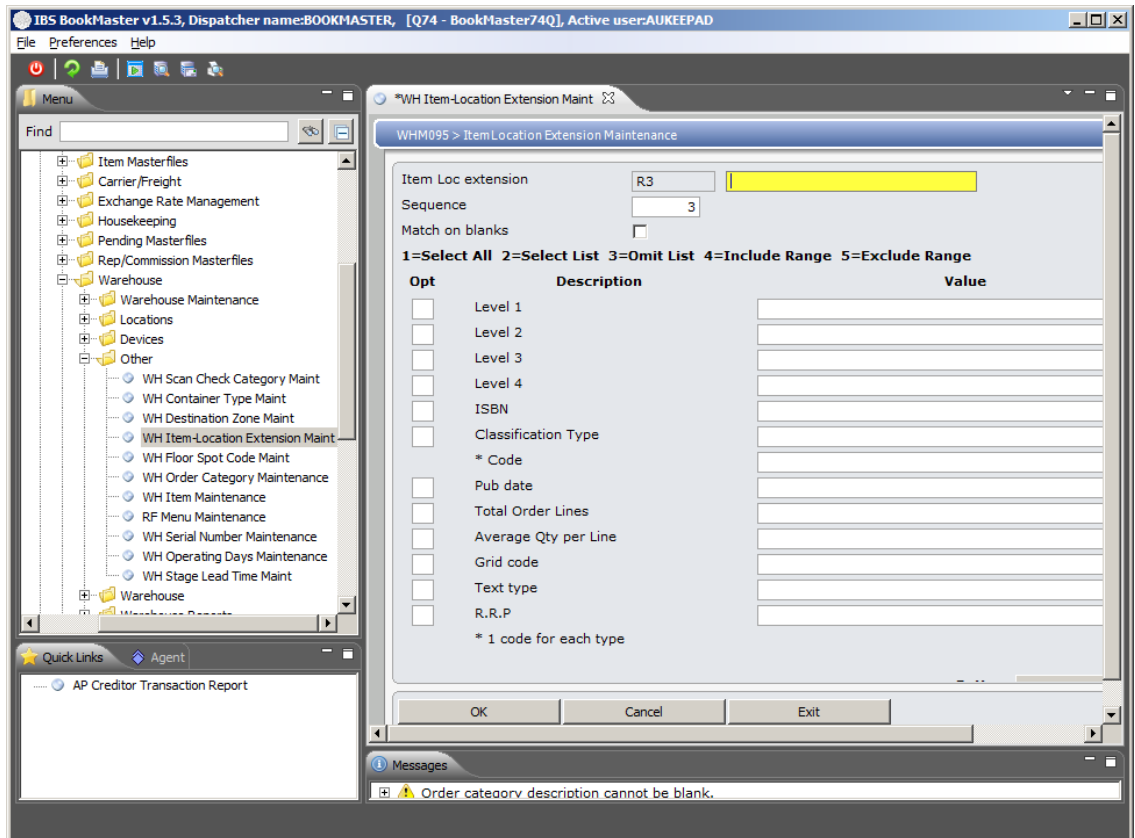 IBS BookMaster v1.5.3, Dispatcher name:BOOKMASTER, [Q74 - BookMaster74Q], Active user:AUKEEPAD
File Preferences Help
Menu
Find
Item Masterfiles
Carrier/Freight
Exchange Rate Management
Housekeeping
Pending Masterfiles
Rep/Commission Masterfiles
Warehouse
Warehouse Maintenance
Locations
Devices
Other
WH Scan Check Category Maint
WH Container Type Maint
WH Destination Zone Maint
WH Item-Location Extension Maint
WH Floor Spot Code Maint
WH Order Category Maintenance
WH Item Maintenance
RF Menu Maintenance
WH Serial Number Maintenance
WH Operating Days Maintenance
WH Stage Lead Time Maint
Warehouse
Warehouse Reports
Quick Links Agent
AP Creditor Transaction Report
*WH Item-Location Extension Maint
WHM095 > Item Location Extension Maintenance
Item Loc extension R3
Sequence 3
Match on blanks
1=Select All 2=Select List 3=Omit List 4=Include Range 5=Exclude Range
Opt Description Value
Level 1
Level 2
Level 3
Level 4
ISBN
Classification Type
* Code
Pub date
Total Order Lines
Average Qty per Line
Grid code
Text type
R.R.P
* 1 code for each type
OK Cancel Exit
Messages
Order category description cannot be blank.